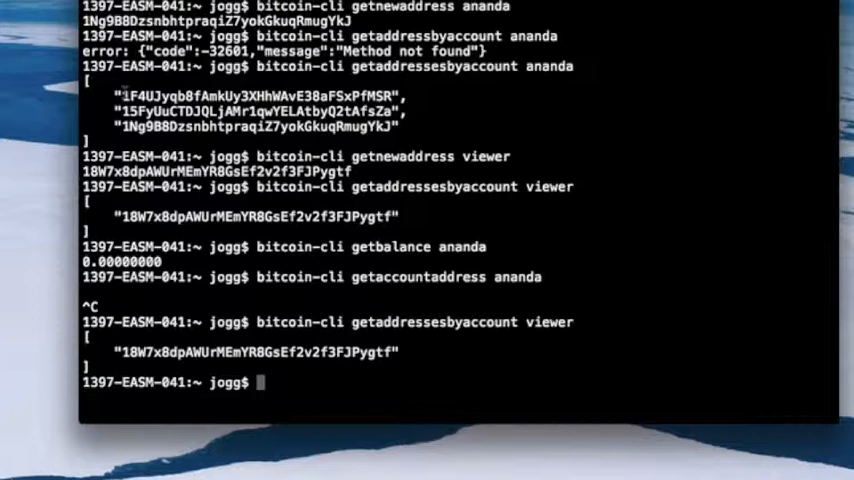 1397-EASM-041:~ jogg$ bitcoin-cli getnewaddress ananda
1Ng9B8DzsnbhtpraqiZ7yokGkuqRmugYkJ
1397-EASM-041:~ jogg$ bitcoin-cli getaddressbyaccount ananda
error: {"code":-32601,"message":"Method not found"}
1397-EASM-041:~ jogg$ bitcoin-cli getaddressesbyaccount ananda
[
    "1F4UJyqb8fAmkUy3XHhWAvE38aFSxPfMSR",
    "15FyUuCTDJQLjAMr1qwYELAtbyQ2tAfsZa",
    "1Ng9B8DzsnbhtpraqiZ7yokGkuqRmugYkJ"
]
1397-EASM-041:~ jogg$ bitcoin-cli getnewaddress viewer
18W7x8dpAWUrMEmYR8GsEf2v2f3FJPygtf
1397-EASM-041:~ jogg$ bitcoin-cli getaddressesbyaccount viewer
[
    "18W7x8dpAWUrMEmYR8GsEf2v2f3FJPygtf"
]
1397-EASM-041:~ jogg$ bitcoin-cli getbalance ananda
0.00000000
1397-EASM-041:~ jogg$ bitcoin-cli getaccountaddress ananda
^C
1397-EASM-041:~ jogg$ bitcoin-cli getaddressesbyaccount viewer
[
    "18W7x8dpAWUrMEmYR8GsEf2v2f3FJPygtf"
]
1397-EASM-041:~ jogg$